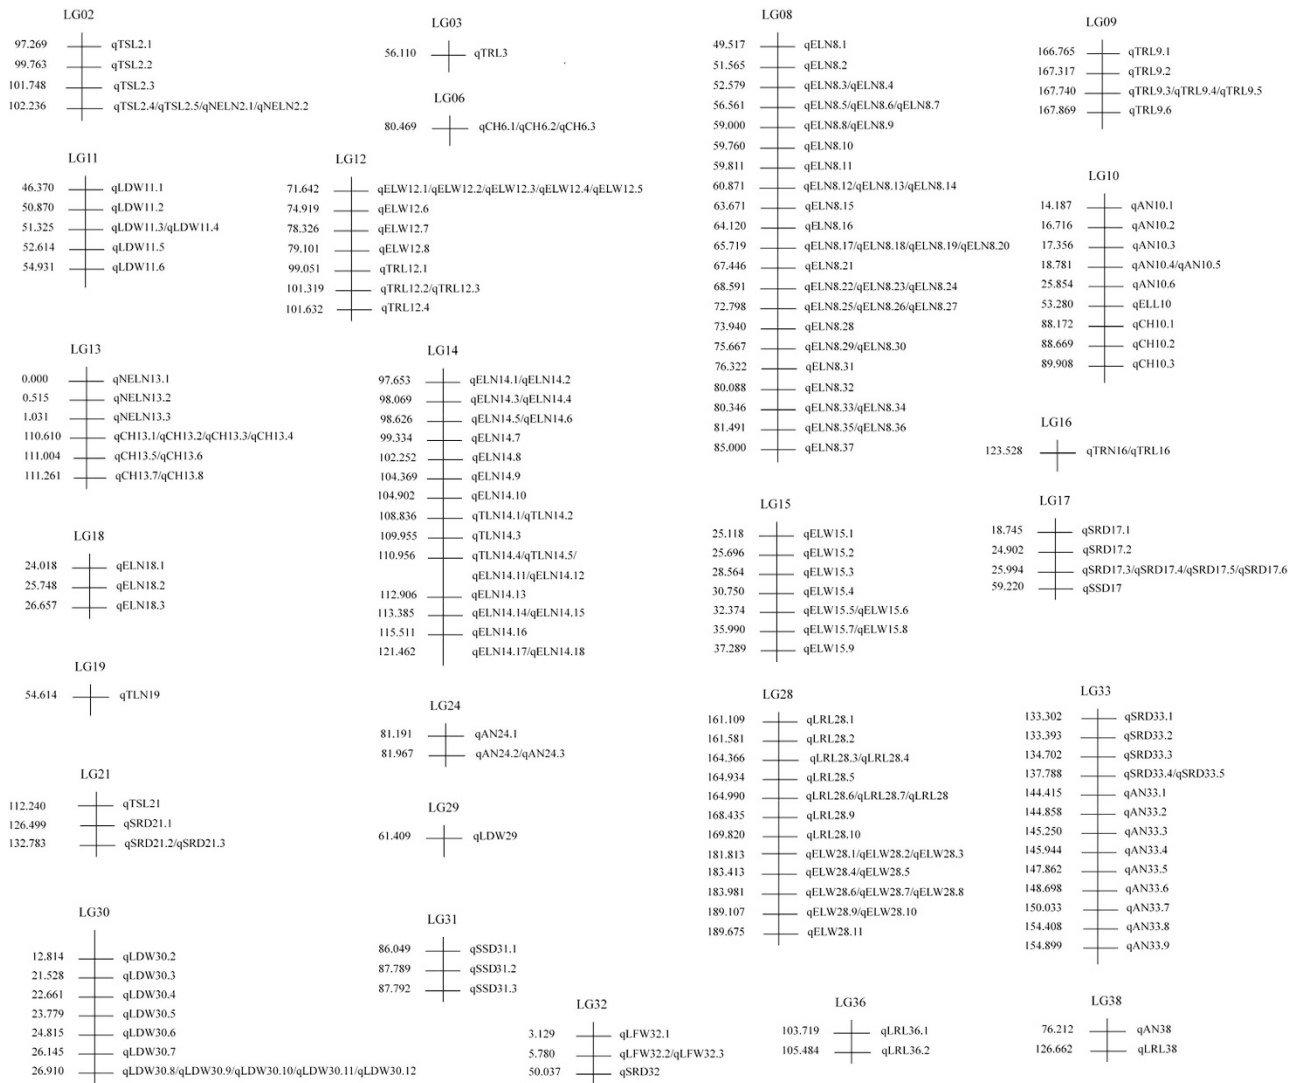 LG02
97.269 qTSL2.1
99.763 qTSL2.2
101.748 qTSL2.3
102.236 qTSL2.4/qTSL2.5/qNELN2.1/qNELN2.2
LG03
56.110 qTRL3
LG06
80.469 qCH6.1/qCH6.2/qCH6.3
LG08
49.517 qELN8.1
51.565 qELN8.2
52.579 qELN8.3/qELN8.4
56.561 qELN8.5/qELN8.6/qELN8.7
59.000 qELN8.8/qELN8.9
59.760 qELN8.10
59.811 qELN8.11
60.871 qELN8.12/qELN8.13/qELN8.14
63.671 qELN8.15
64.120 qELN8.16
65.719 qELN8.17/qELN8.18/qELN8.19/qELN8.20
67.446 qELN8.21
68.591 qELN8.22/qELN8.23/qELN8.24
72.798 qELN8.25/qELN8.26/qELN8.27
73.940 qELN8.28
75.667 qELN8.29/qELN8.30
76.322 qELN8.31
80.088 qELN8.32
80.346 qELN8.33/qELN8.34
81.491 qELN8.35/qELN8.36
85.000 qELN8.37
LG09
166.765 qTRL9.1
167.317 qTRL9.2
167.740 qTRL9.3/qTRL9.4/qTRL9.5
167.869 qTRL9.6
LG11
46.370 qLDW11.1
50.870 qLDW11.2
51.325 qLDW11.3/qLDW11.4
52.614 qLDW11.5
54.931 qLDW11.6
LG12
71.642 qELW12.1/qELW12.2/qELW12.3/qELW12.4/qELW12.5
74.919 qELW12.6
78.326 qELW12.7
79.101 qELW12.8
99.051 qTRL12.1
101.319 qTRL12.2/qTRL12.3
101.632 qTRL12.4
LG10
14.187 qAN10.1
16.716 qAN10.2
17.356 qAN10.3
18.781 qAN10.4/qAN10.5
25.854 qAN10.6
53.280 qELL10
88.172 qCH10.1
88.669 qCH10.2
89.908 qCH10.3
LG13
0.000 qNELN13.1
0.515 qNELN13.2
1.031 qNELN13.3
110.610 qCH13.1/qCH13.2/qCH13.3/qCH13.4
111.004 qCH13.5/qCH13.6
111.261 qCH13.7/qCH13.8
LG14
97.653 qELN14.1/qELN14.2
98.069 qELN14.3/qELN14.4
98.626 qELN14.5/qELN14.6
99.334 qELN14.7
102.252 qELN14.8
104.369 qELN14.9
104.902 qELN14.10
108.836 qTLN14.1/qTLN14.2
109.955 qTLN14.3
110.956 qTLN14.4/qTLN14.5/
qELN14.11/qELN14.12
112.906 qELN14.13
113.385 qELN14.14/qELN14.15
115.511 qELN14.16
121.462 qELN14.17/qELN14.18
LG16
123.528 qTRN16/qTRL16
LG18
24.018 qELN18.1
25.748 qELN18.2
26.657 qELN18.3
LG15
25.118 qELW15.1
25.696 qELW15.2
28.564 qELW15.3
30.750 qELW15.4
32.374 qELW15.5/qELW15.6
35.990 qELW15.7/qELW15.8
37.289 qELW15.9
LG17
18.745 qSRD17.1
24.902 qSRD17.2
25.994 qSRD17.3/qSRD17.4/qSRD17.5/qSRD17.6
59.220 qSSD17
LG19
54.614 qTLN19
LG24
81.191 qAN24.1
81.967 qAN24.2/qAN24.3
LG28
161.109 qLRL28.1
161.581 qLRL28.2
164.366 qLRL28.3/qLRL28.4
164.934 qLRL28.5
164.990 qLRL28.6/qLRL28.7/qLRL28
168.435 qLRL28.9
169.820 qLRL28.10
181.813 qELW28.1/qELW28.2/qELW28.3
183.413 qELW28.4/qELW28.5
183.981 qELW28.6/qELW28.7/qELW28.8
189.107 qELW28.9/qELW28.10
189.675 qELW28.11
LG33
133.302 qSRD33.1
133.393 qSRD33.2
134.702 qSRD33.3
137.788 qSRD33.4/qSRD33.5
144.415 qAN33.1
144.858 qAN33.2
145.250 qAN33.3
145.944 qAN33.4
147.862 qAN33.5
148.698 qAN33.6
150.033 qAN33.7
154.408 qAN33.8
154.899 qAN33.9
LG21
112.240 qTSL21
126.499 qSRD21.1
132.783 qSRD21.2/qSRD21.3
LG29
61.409 qLDW29
LG30
12.814 qLDW30.2
21.528 qLDW30.3
22.661 qLDW30.4
23.779 qLDW30.5
24.815 qLDW30.6
26.145 qLDW30.7
26.910 qLDW30.8/qLDW30.9/qLDW30.10/qLDW30.11/qLDW30.12
LG31
86.049 qSSD31.1
87.789 qSSD31.2
87.792 qSSD31.3
LG32
3.129 qLFW32.1
5.780 qLFW32.2/qLFW32.3
50.037 qSRD32
LG36
103.719 qLRL36.1
105.484 qLRL36.2
LG38
76.212 qAN38
126.662 qLRL38